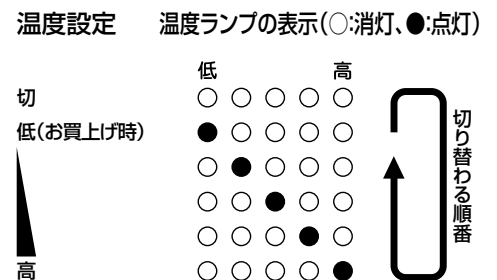 温度設定 温度ランプの表示(○:消灯、●:点灯)
低 高
切 ○ ○ ○ ○ ○
低(お買上げ時) ● ○ ○ ○ ○
○ ● ○ ○ ○
○ ○ ● ○ ○
○ ○ ○ ● ○
高 ○ ○ ○ ○ ●
切り替わる順番